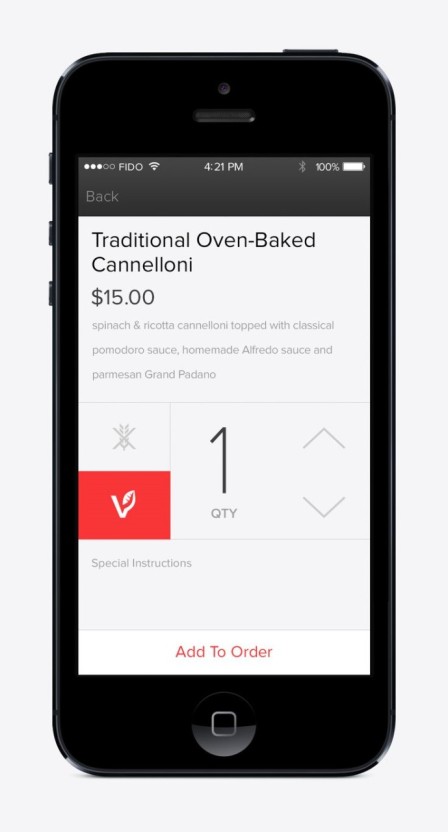 FIDO 4:21 PM 100%
Back
Traditional Oven-Baked
Cannelloni
$15.00
spinach & ricotta cannelloni topped with classical
pomodoro sauce, homemade Alfredo sauce and
parmesan Grand Padano
1
QTY
V
Special Instructions
Add To Order